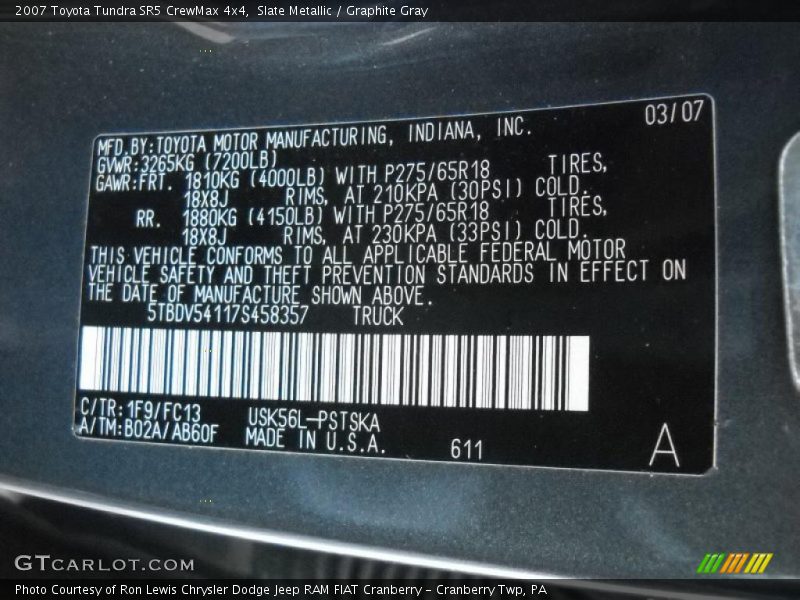 2007 Toyota Tundra SR5 CrewMax 4x4, Slate Metallic / Graphite Gray
03/07
MFD.BY:TOYOTA MOTOR MANUFACTURING, INDIANA, INC.
GVWR:3265KG (7200LB)
GAWR:FRT. 1810KG (4000LB) WITH P275/65R18 TIRES,
18X8J RIMS, AT 210KPA (30PSI) COLD.
RR. 1880KG (4150LB) WITH P275/65R18 TIRES,
18X8J RIMS, AT 230KPA (33PSI) COLD.
THIS VEHICLE CONFORMS TO ALL APPLICABLE FEDERAL MOTOR
VEHICLE SAFETY AND THEFT PREVENTION STANDARDS IN EFFECT ON
THE DATE OF MANUFACTURE SHOWN ABOVE.
5TBDV54117S458357 TRUCK
C/TR:1F9/FC13 USK56L-PSTSKA
A/TM:B02A/AB60F MADE IN U.S.A. 611 A
GTCARLOT.COM
Photo Courtesy of Ron Lewis Chrysler Dodge Jeep RAM FIAT Cranberry - Cranberry Twp, PA